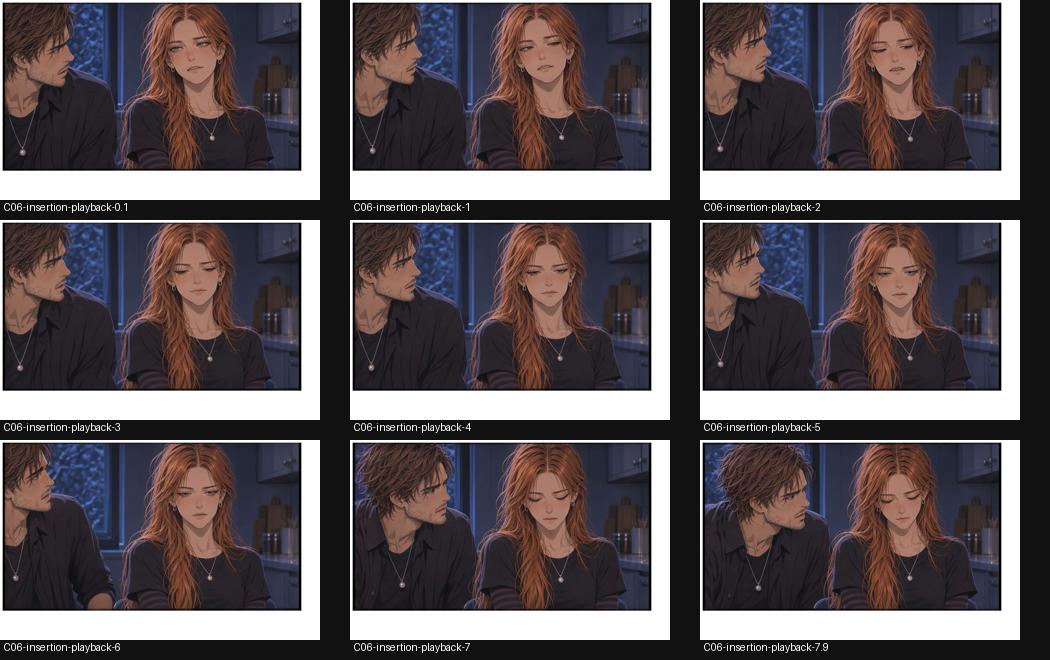 C06-insertion-playback-0.1
C06-insertion-playback-1
C06-insertion-playback-2
C06-insertion-playback-3
C06-insertion-playback-4
C06-insertion-playback-5
C06-insertion-playback-6
C06-insertion-playback-7
C06-insertion-playback-7.9